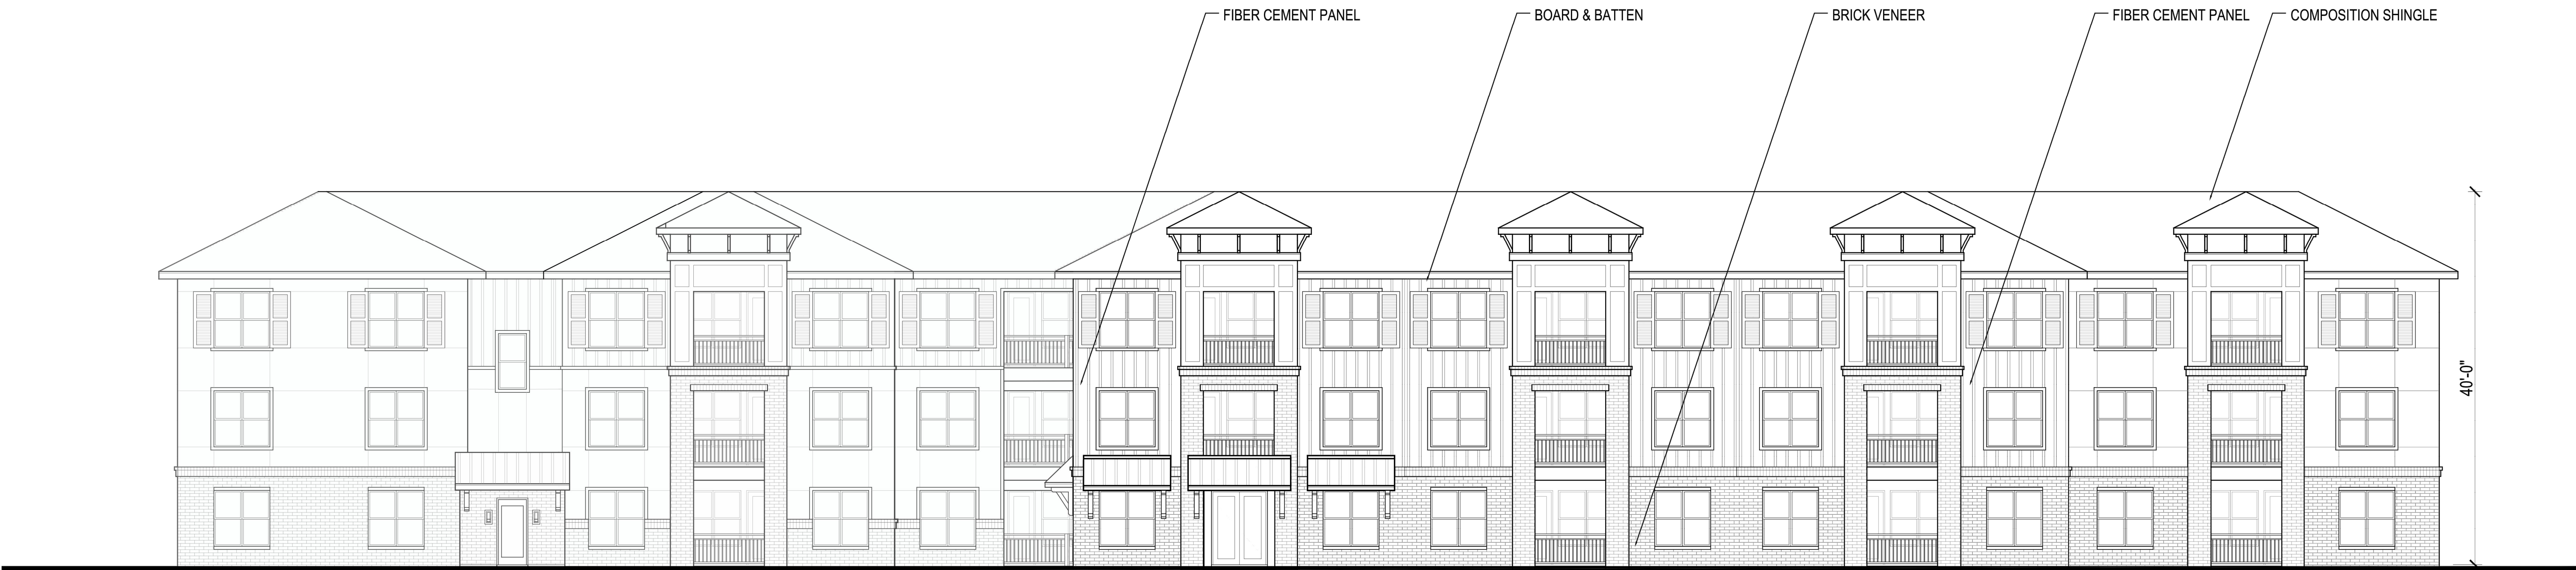 FIBER CEMENT PANEL
BOARD & BATTEN
BRICK VENEER
FIBER CEMENT PANEL
COMPOSITION SHINGLE
40'-0"